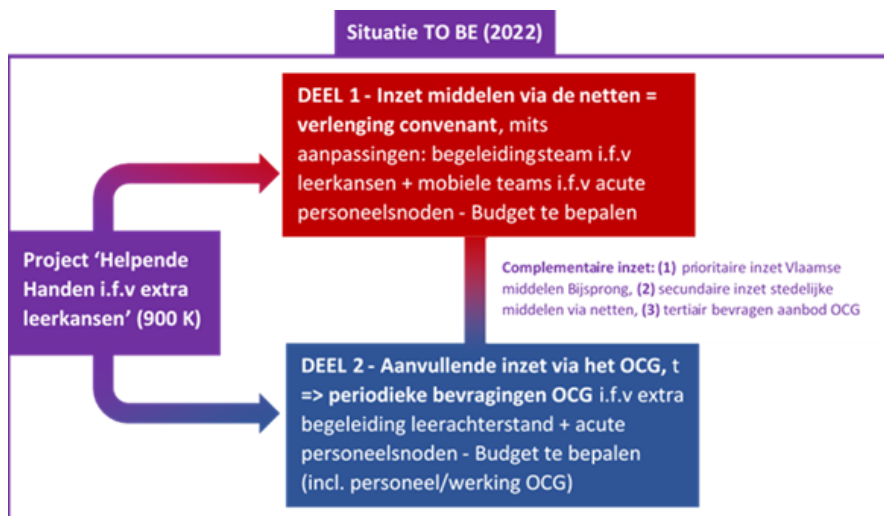 Situatie TO BE (2022)
DEEL 1 - Inzet middelen via de netten =
verlenging convenant, mits
aanpassingen: begeleidingsteam i.f.v
leerkansen + mobiele teams i.f.v acute
personeelsnoden - Budget te bepalen
Project ‘Helpende
Handen i.f.v extra
leerkansen’ (900 K)
Complementaire inzet: (1) prioritaire inzet Vlaamse
middelen Bijsprong, (2) secundaire inzet stedelijke
middelen via netten, (3) tertiair bevragen aanbod OCG
DEEL 2 - Aanvullende inzet via het OCG, t
=> periodieke bevragingen OCG i.f.v extra
begeleiding leerachterstand + acute
personeelsnoden - Budget te bepalen
(incl. personeel/werking OCG)